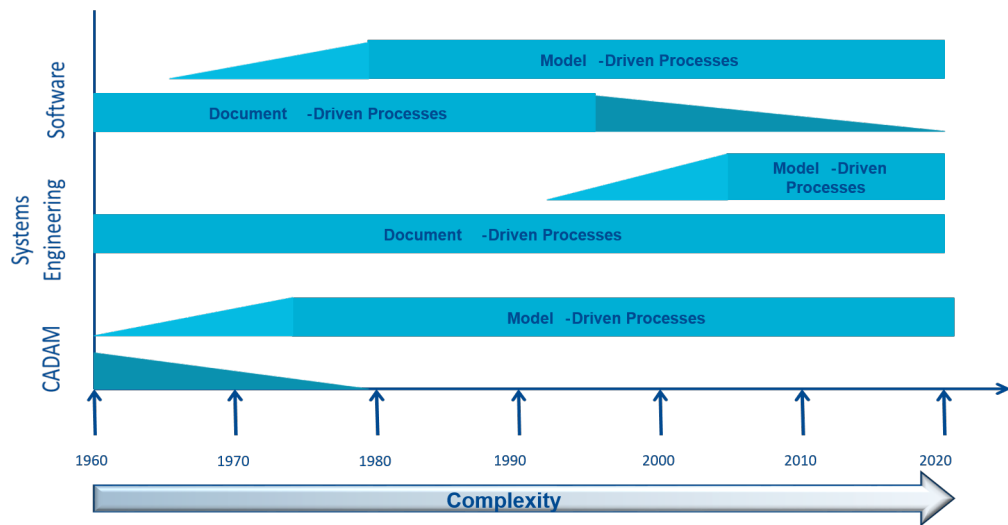 Software
Model -Driven Processes
Document -Driven Processes
Systems
Engineering
Model -Driven
Processes
Document -Driven Processes
CADAM
Model -Driven Processes
1960
1970
1980
1990
2000
2010
2020
Complexity